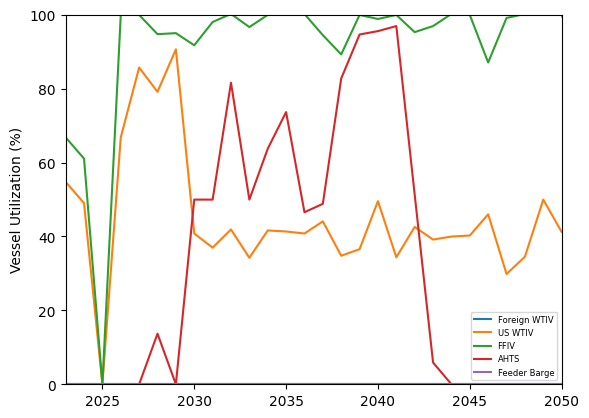 Vessel Utilization (%)
100
80
60
40
20
0
2025 2030 2035 2040 2045 2050
Foreign WTIV
US WTIV
FFIV
AHTS
Feeder Barge